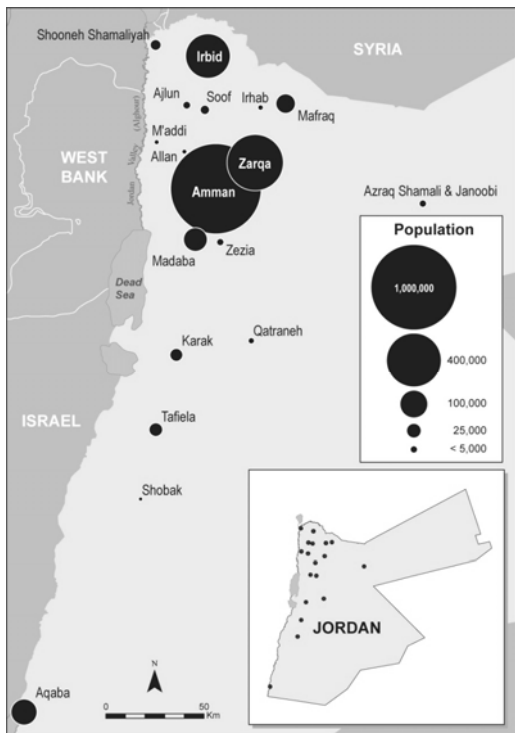 Shooneh Shamaliyah
SYRIA
Irbid
Ajlun
Soof
Irhab
Mafraq
(Alghour)
M'addi
Valley
Allan
WEST
BANK
Zarqa
Amman
Jordan
Azraq Shamali & Janoobi
Madaba
Zezia
Dead
Sea
Population
1,000,000
400,000
100,000
25,000
< 5,000
Karak
Qatraneh
ISRAEL
Tafiela
Shobak
JORDAN
N
Aqaba
0 50
Km